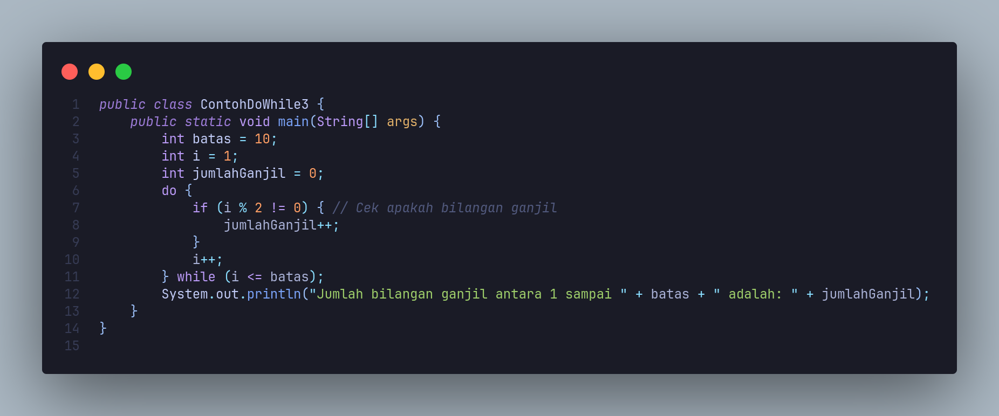 1 public class ContohDoWhile3 {
2     public static void main(String[] args) {
3         int batas = 10;
4         int i = 1;
5         int jumlahGanjil = 0;
6         do {
7             if (i % 2 != 0) { // Cek apakah bilangan ganjil
8                 jumlahGanjil++;
9             }
10             i++;
11         } while (i <= batas);
12         System.out.println("Jumlah bilangan ganjil antara 1 sampai " + batas + " adalah: " + jumlahGanjil);
13     }
14 }
15